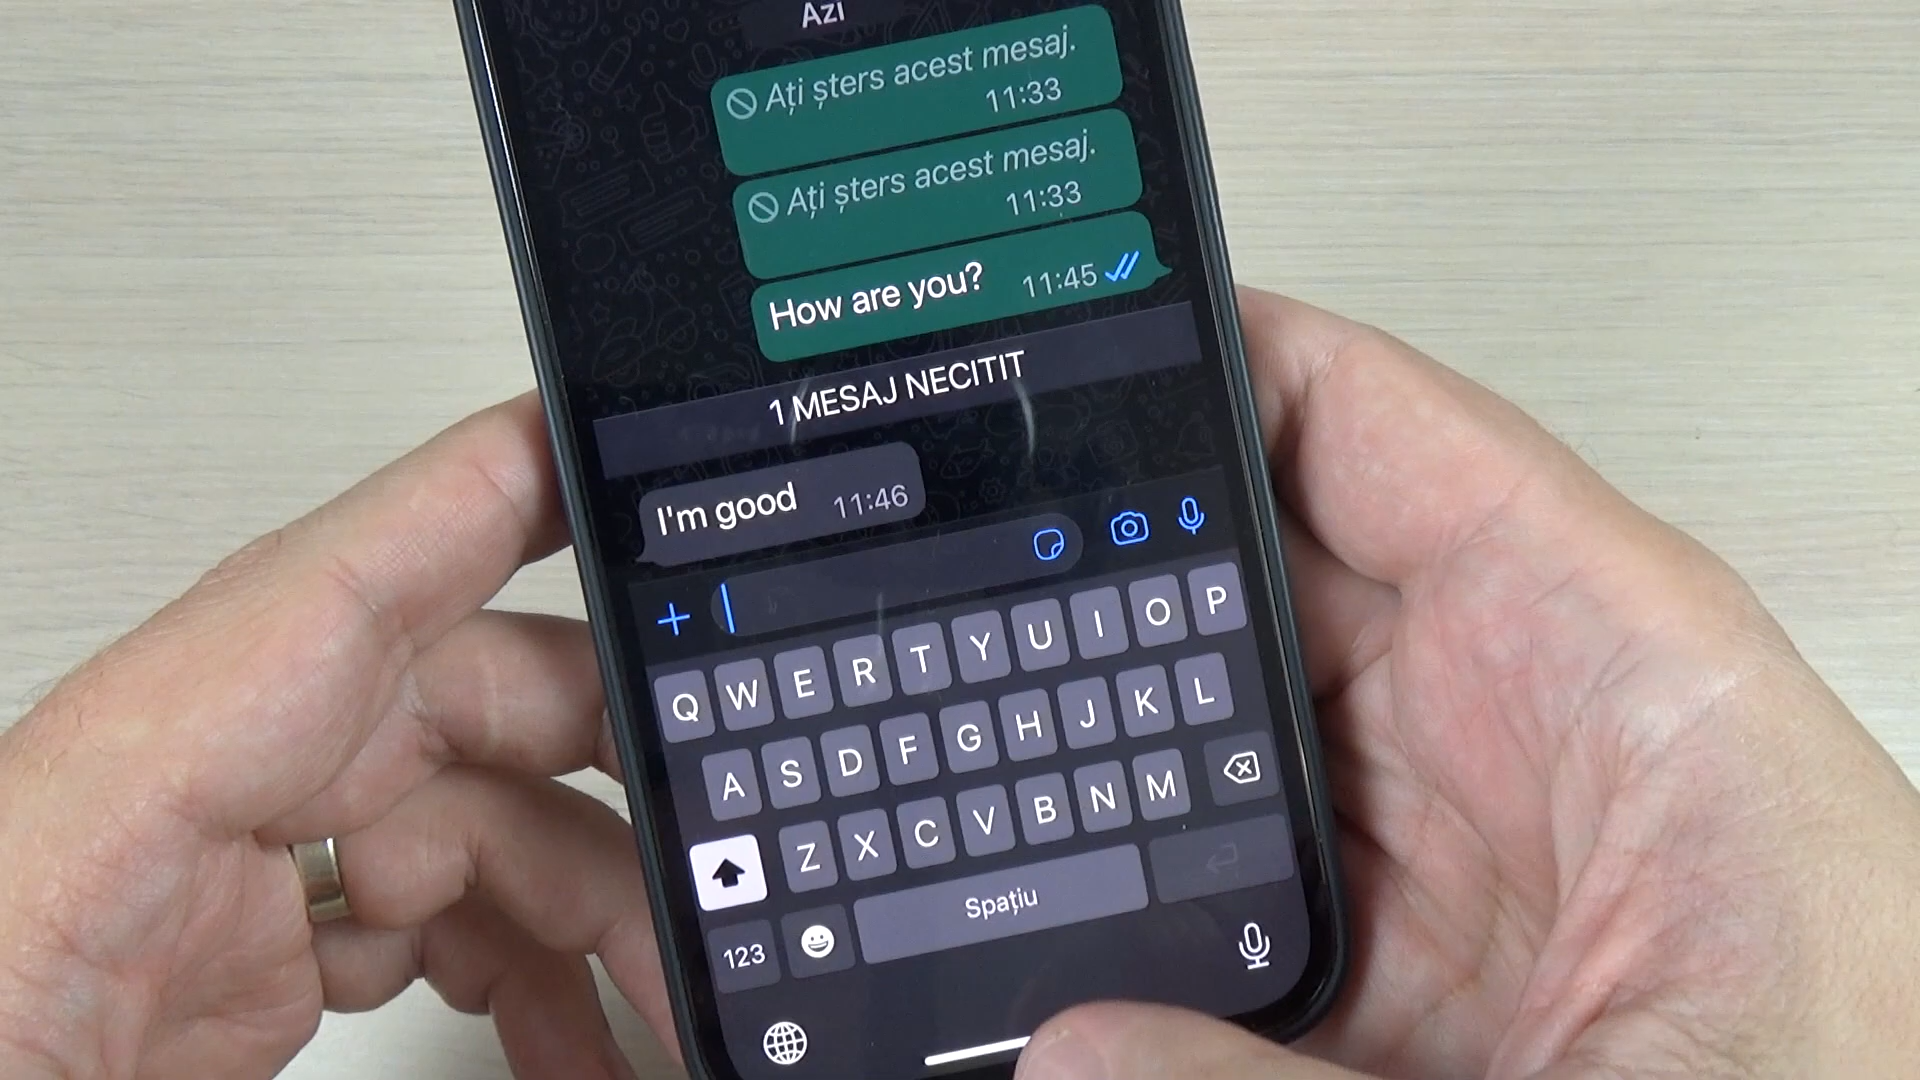 Azi
Ați șters acest mesaj.
11:33
Ați șters acest mesaj.
11:33
How are you? 11:45
1 MESAJ NECITIT
I'm good 11:46
Q W E R T Y U I O P
A S D F G H J K L
Z X C V B N M
123 Spațiu